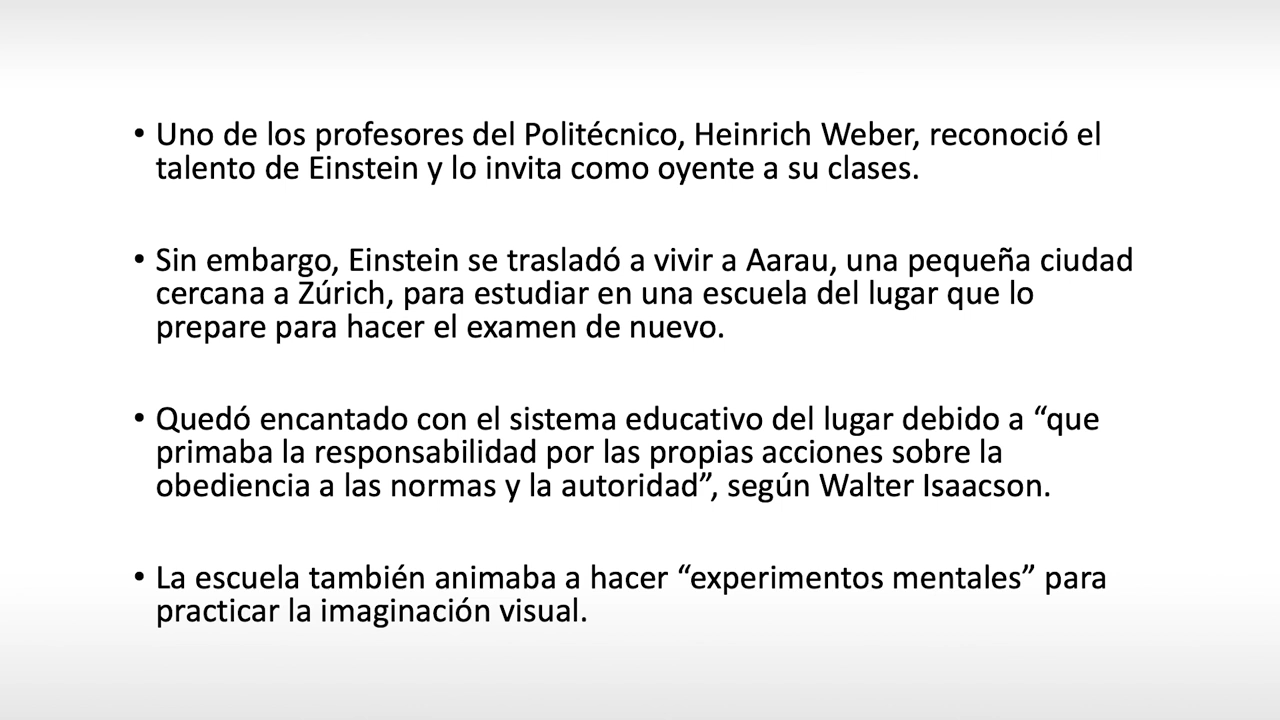 • Uno de los profesores del Politécnico, Heinrich Weber, reconoció el
talento de Einstein y lo invita como oyente a su clases.
• Sin embargo, Einstein se trasladó a vivir a Aarau, una pequeña ciudad
cercana a Zúrich, para estudiar en una escuela del lugar que lo
prepare para hacer el examen de nuevo.
• Quedó encantado con el sistema educativo del lugar debido a “que
primaba la responsabilidad por las propias acciones sobre la
obediencia a las normas y la autoridad”, según Walter Isaacson.
• La escuela también animaba a hacer “experimentos mentales” para
practicar la imaginación visual.